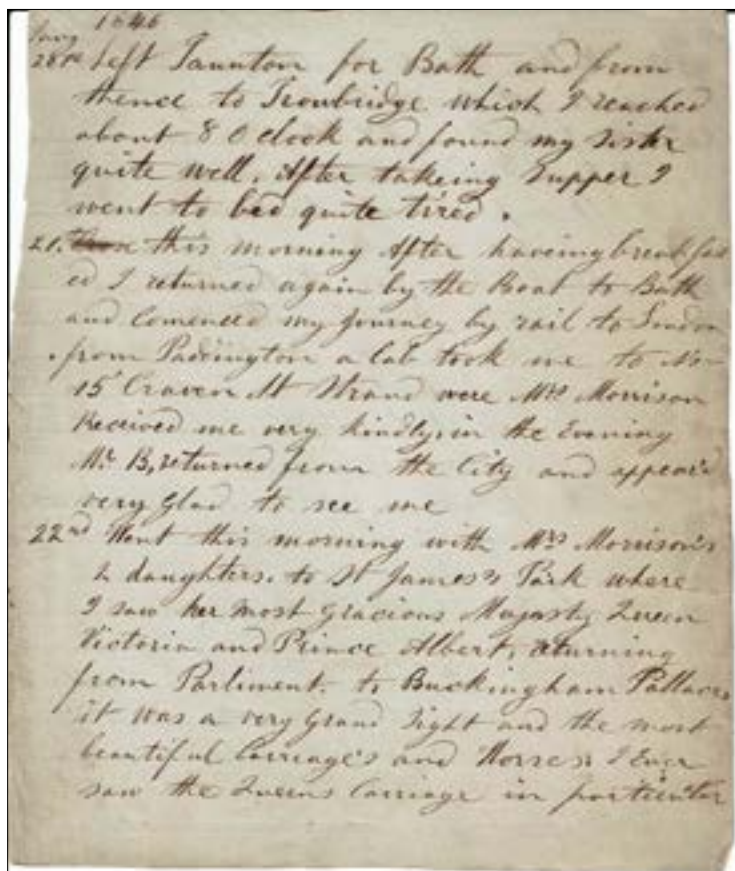 1846
Jany
20th Left Taunton for Bath and from
thence to Trowbridge which I reached
about 8 O clock and found my Sister
quite well. After takeing Supper I
went to bed quite tired.
21. this morning After haveing breakfast
ed I returned again by the Boat to Bath
and Comenced my Journey by rail to London
from Paddington a Cab took me to No
15 Craven St Strand were Mrs Morrison
Received me very kindly, in the Evening
Mr B, returned from the City and appear'd
very glad to see me
22nd Went this morning with Mrs Morrison's
2 daughters. to St James's Park where
I saw her most Gracious Majasty Queen
Victoria and Prince Albert, returning
from Parliment. to Buckingham Pallace,
it was a very Grand Sight and the most
beautiful Carriage's and Horses I Ever
saw the Queens Carriage in particular